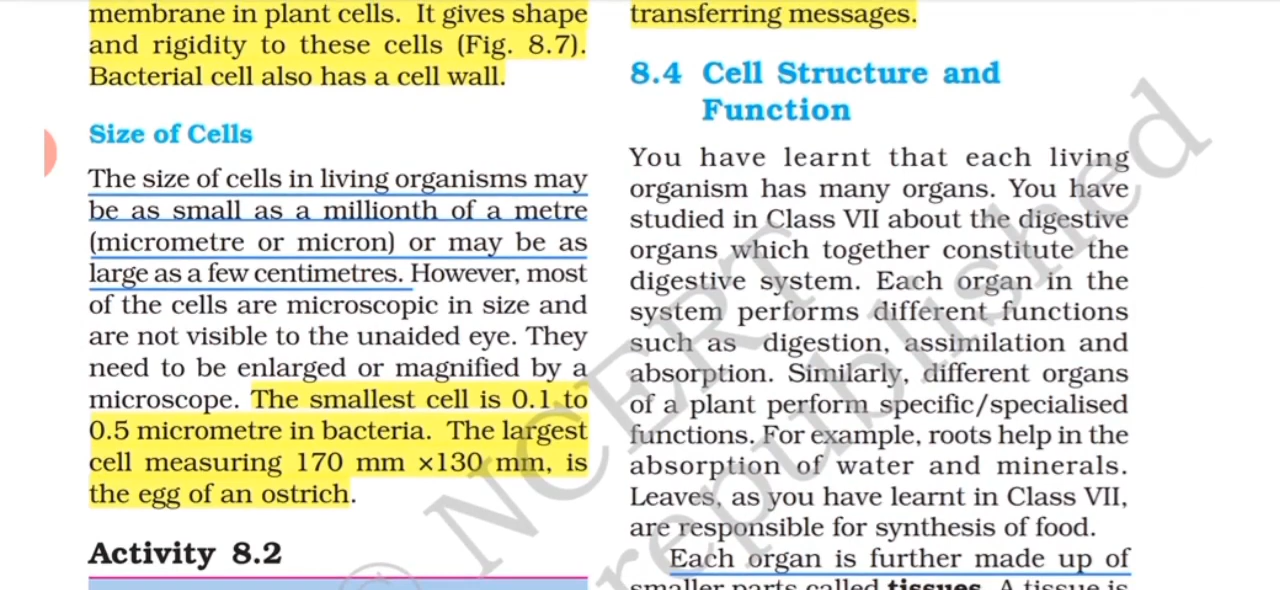 membrane in plant cells. It gives shape
and rigidity to these cells (Fig. 8.7).
Bacterial cell also has a cell wall.
Size of Cells
The size of cells in living organisms may
be as small as a millionth of a metre
(micrometre or micron) or may be as
large as a few centimetres. However, most
of the cells are microscopic in size and
are not visible to the unaided eye. They
need to be enlarged or magnified by a
microscope. The smallest cell is 0.1 to
0.5 micrometre in bacteria. The largest
cell measuring 170 mm ×130 mm, is
the egg of an ostrich.
Activity 8.2
transferring messages.
8.4 Cell Structure and
Function
You have learnt that each living
organism has many organs. You have
studied in Class VII about the digestive
organs which together constitute the
digestive system. Each organ in the
system performs different functions
such as digestion, assimilation and
absorption. Similarly, different organs
of a plant perform specific/specialised
functions. For example, roots help in the
absorption of water and minerals.
Leaves, as you have learnt in Class VII,
are responsible for synthesis of food.
Each organ is further made up of
smaller parts called tissues. A tissue is
© NCERT
republished